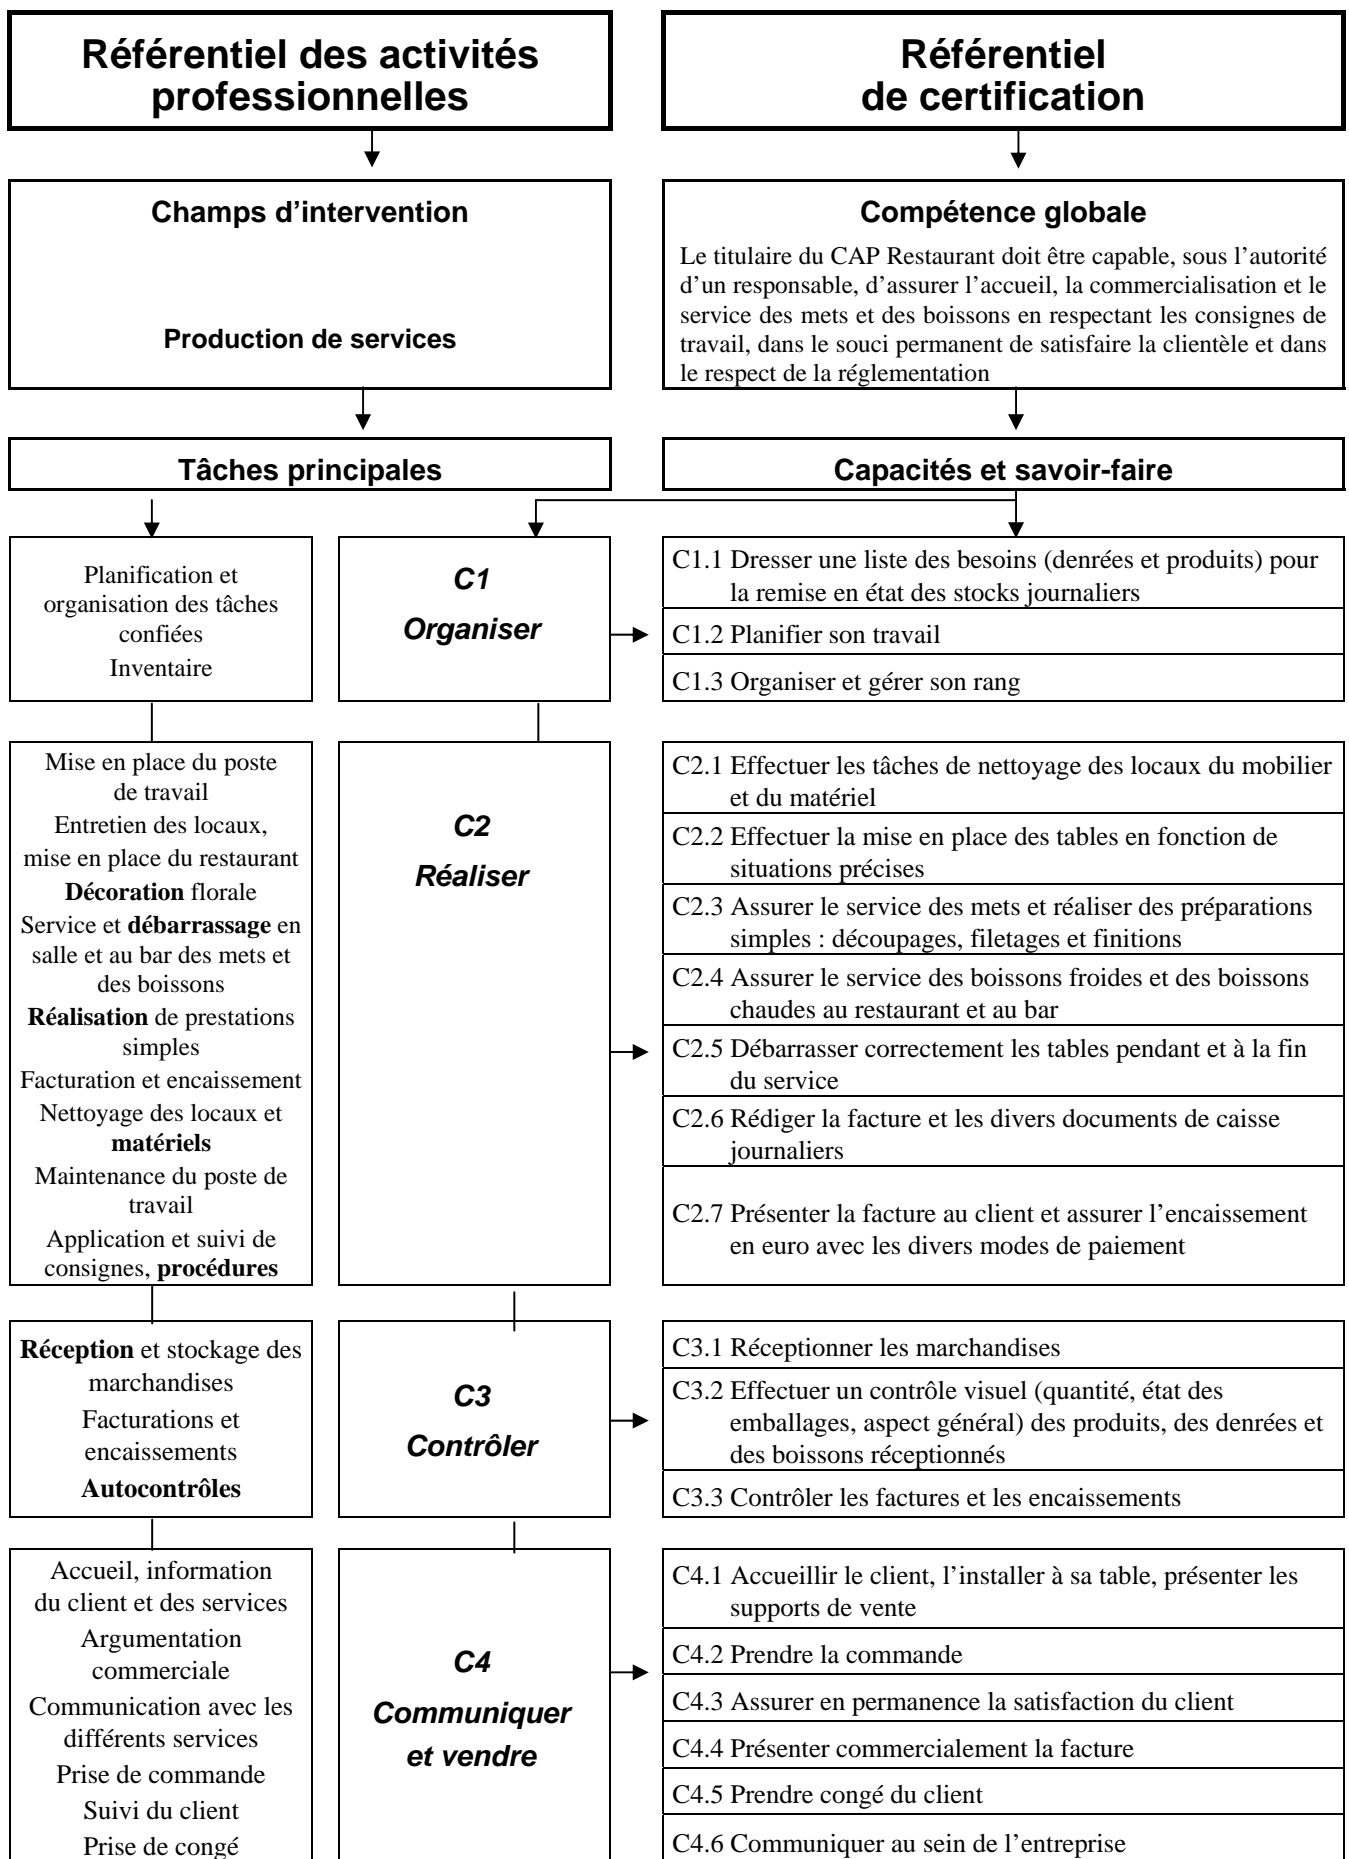 Référentiel des activités
professionnelles
Référentiel
de certification
Champs d’intervention
Production de services
Compétence globale
Le titulaire du CAP Restaurant doit être capable, sous l’autorité
d’un responsable, d’assurer l’accueil, la commercialisation et le
service des mets et des boissons en respectant les consignes de
travail, dans le souci permanent de satisfaire la clientèle et dans
le respect de la réglementation
Tâches principales
Capacités et savoir-faire
Planification et
organisation des tâches
confiées
Inventaire
C1
Organiser
C1.1 Dresser une liste des besoins (denrées et produits) pour
la remise en état des stocks journaliers
C1.2 Planifier son travail
C1.3 Organiser et gérer son rang
Mise en place du poste
de travail
Entretien des locaux,
mise en place du restaurant
Décoration florale
Service et débarrassage en
salle et au bar des mets et
des boissons
Réalisation de prestations
simples
Facturation et encaissement
Nettoyage des locaux et
matériels
Maintenance du poste de
travail
Application et suivi de
consignes, procédures
C2
Réaliser
C2.1 Effectuer les tâches de nettoyage des locaux du mobilier
et du matériel
C2.2 Effectuer la mise en place des tables en fonction de
situations précises
C2.3 Assurer le service des mets et réaliser des préparations
simples : découpages, filetages et finitions
C2.4 Assurer le service des boissons froides et des boissons
chaudes au restaurant et au bar
C2.5 Débarrasser correctement les tables pendant et à la fin
du service
C2.6 Rédiger la facture et les divers documents de caisse
journaliers
C2.7 Présenter la facture au client et assurer l’encaissement
en euro avec les divers modes de paiement
Réception et stockage des
marchandises
Facturations et
encaissements
Autocontrôles
C3
Contrôler
C3.1 Réceptionner les marchandises
C3.2 Effectuer un contrôle visuel (quantité, état des
emballages, aspect général) des produits, des denrées et
des boissons réceptionnés
C3.3 Contrôler les factures et les encaissements
Accueil, information
du client et des services
Argumentation
commerciale
Communication avec les
différents services
Prise de commande
Suivi du client
Prise de congé
C4
Communiquer
et vendre
C4.1 Accueillir le client, l’installer à sa table, présenter les
supports de vente
C4.2 Prendre la commande
C4.3 Assurer en permanence la satisfaction du client
C4.4 Présenter commercialement la facture
C4.5 Prendre congé du client
C4.6 Communiquer au sein de l’entreprise